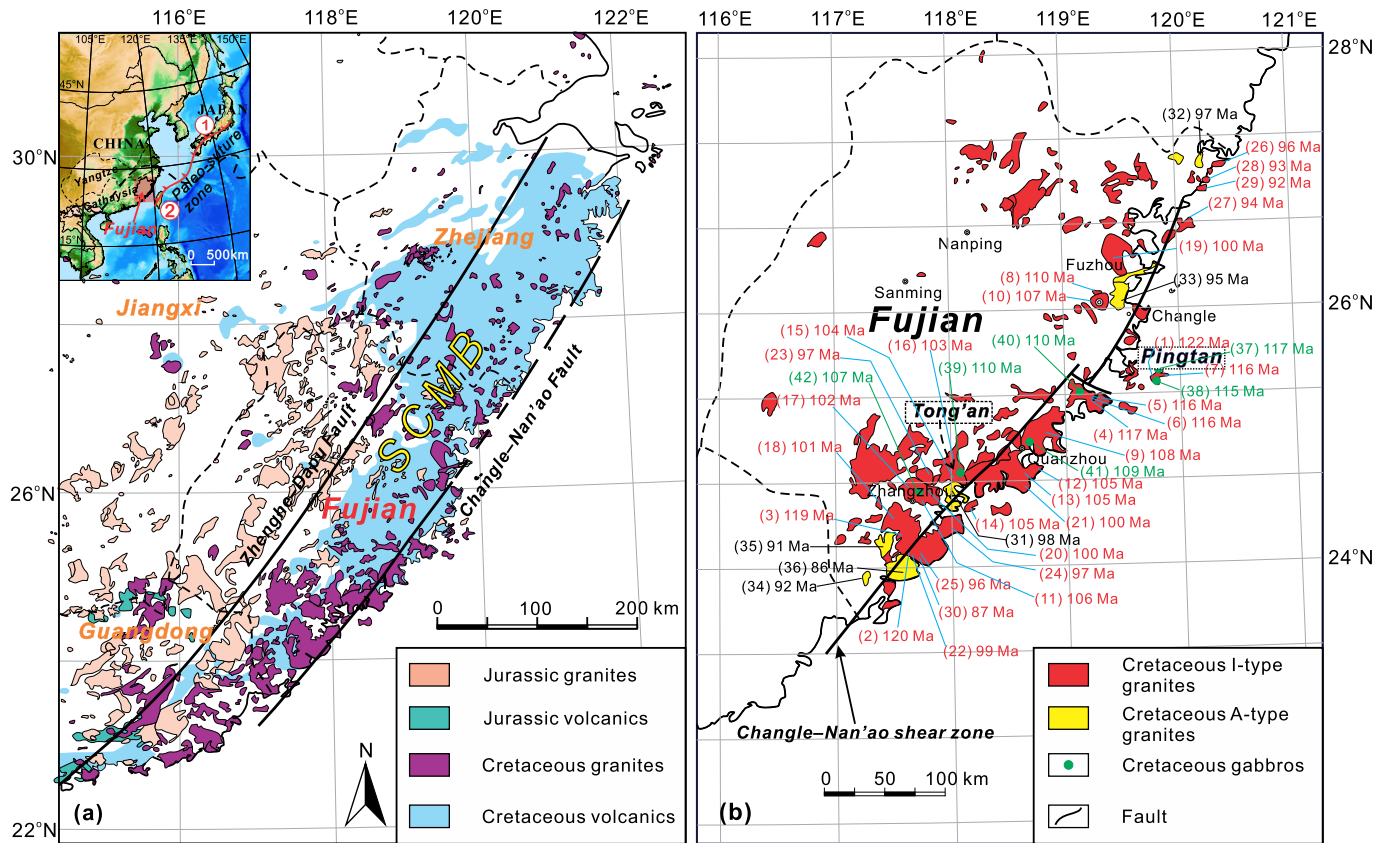 116°E
118°E
120°E
122°E
105°E
120°E
135°E
150°E
45°N
JAPAN
1
CHINA
Yangtze
Cathaysia
Paleo-suture
zone
2
Fujian
15°N
0 500km
30°N
26°N
22°N
Zhejiang
Jiangxi
SCMB
Zhenghe–Dapu Fault
Changle–Nan'ao Fault
Fujian
Guangdong
0 100 200 km
N
(a)
Jurassic granites
Jurassic volcanics
Cretaceous granites
Cretaceous volcanics
116°E
117°E
118°E
119°E
120°E
121°E
28°N
26°N
24°N
(32) 97 Ma
(26) 96 Ma
(28) 93 Ma
(29) 92 Ma
(27) 94 Ma
Nanping
(19) 100 Ma
Fuzhou
(8) 110 Ma
(33) 95 Ma
(10) 107 Ma
Sanming
Changle
Fujian
(15) 104 Ma
(16) 103 Ma
(40) 110 Ma
(1) 122 Ma
Pingtan
(37) 117 Ma
(23) 97 Ma
(39) 110 Ma
(7) 116 Ma
(42) 107 Ma
(38) 115 Ma
(17) 102 Ma
Tong'an
(5) 116 Ma
(6) 116 Ma
(4) 117 Ma
(18) 101 Ma
(9) 108 Ma
Quanzhou
(41) 109 Ma
(12) 105 Ma
Zhangzhou
(13) 105 Ma
(3) 119 Ma
(14) 105 Ma
(21) 100 Ma
(31) 98 Ma
(35) 91 Ma
(20) 100 Ma
(36) 86 Ma
(24) 97 Ma
(34) 92 Ma
(25) 96 Ma
(11) 106 Ma
(30) 87 Ma
(2) 120 Ma
(22) 99 Ma
Changle–Nan'ao shear zone
0 50 100 km
(b)
Cretaceous I-type
granites
Cretaceous A-type
granites
Cretaceous gabbros
Fault